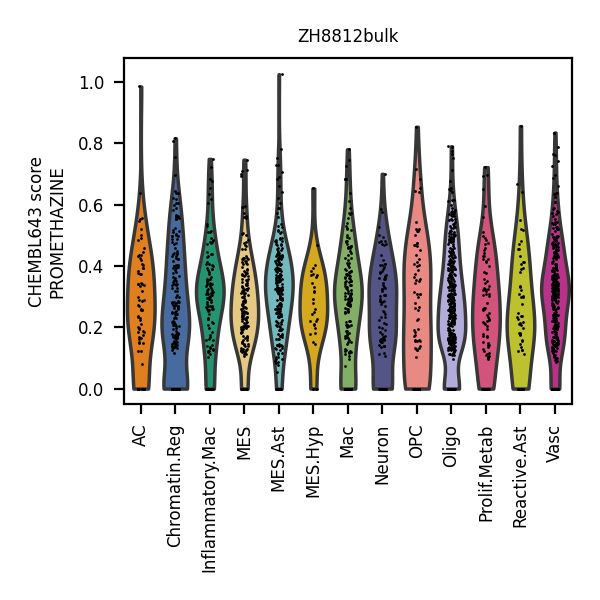 ZH8812bulk
CHEMBL643 score
PROMETHAZINE
1.0
0.8
0.6
0.4
0.2
0.0
AC
Chromatin.Reg
Inflammatory.Mac
MES
MES.Ast
MES.Hyp
Mac
Neuron
OPC
Oligo
Prolif.Metab
Reactive.Ast
Vasc